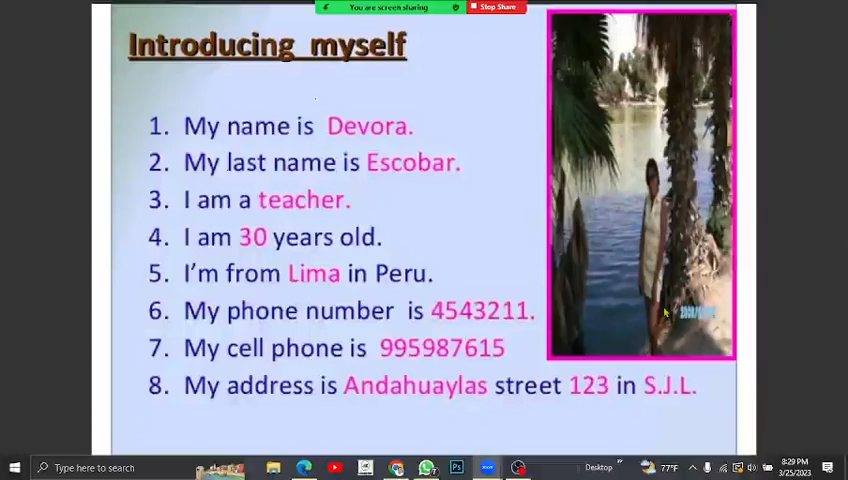 You are screen sharing
Stop Share
Introducing myself
1. My name is Devora.
2. My last name is Escobar.
3. I am a teacher.
4. I am 30 years old.
5. I'm from Lima in Peru.
6. My phone number is 4543211.
7. My cell phone is 995987615
8. My address is Andahuaylas street 123 in S.J.L.
Type here to search
Ps
Desktop
77°F
8:29 PM
3/25/2023